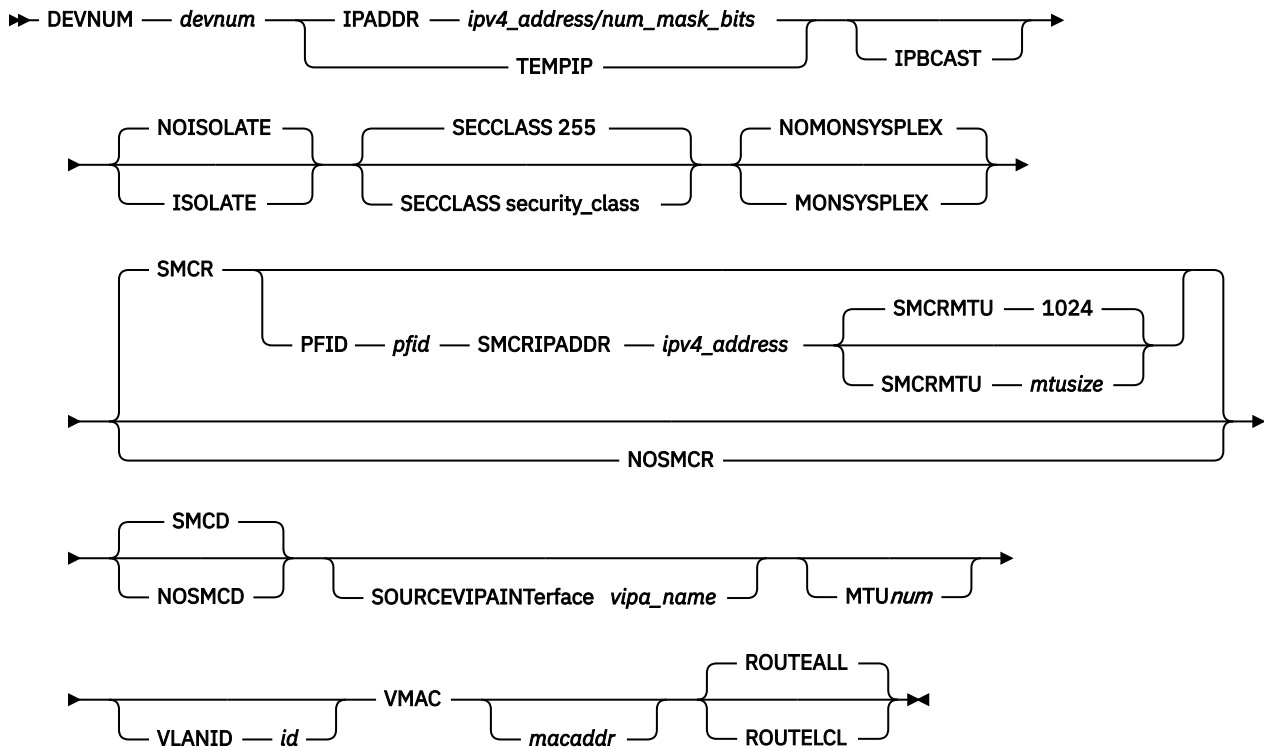 DEVNUM devnum IPADDR ipv4_address/num_mask_bits
TEMPIP
IPBCAST
NOISOLATE SECCLASS 255 NOMONSYSPLEX
ISOLATE SECCLASS security_class MONSYSPLEX
SMCR
SMCRMTU 1024
PFID pfid SMCRIPADDR ipv4_address
SMCRMTU mtusize
NOSMCR
SMCD
NOSMCD SOURCEVIPAINTerface vipa_name MTUnum
ROUTEALL
VMAC
VLANID id macaddr ROUTELCL